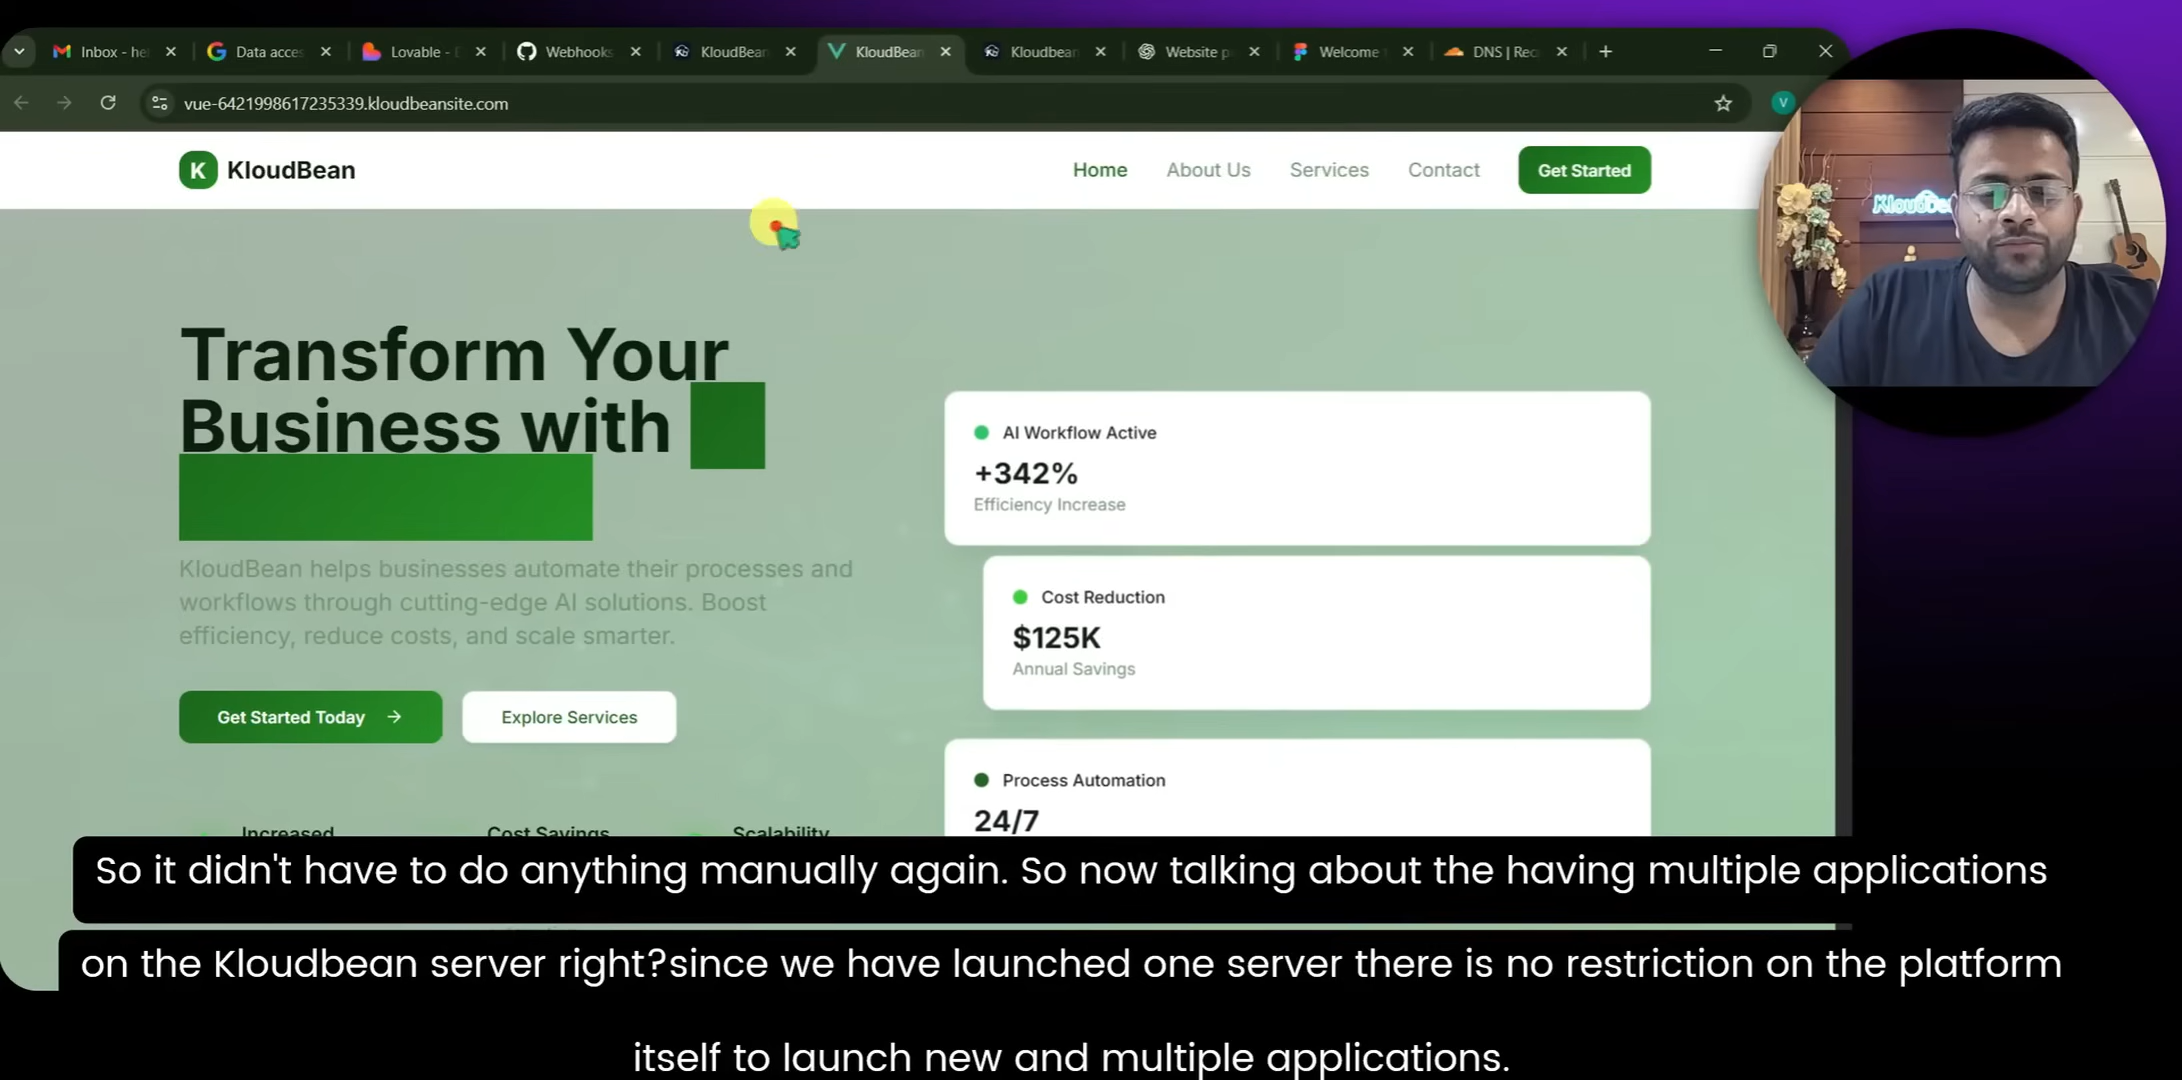 Inbox - he
Data acces
Lovable -
Webhooks
KloudBean
KloudBean
Kloudbean
Website p
Welcome
DNS | Rec
vue-6421998617235339.kloudbeansite.com
V
K KloudBean
Home About Us Services Contact Get Started
Transform Your
Business with
KloudBean helps businesses automate their processes and
workflows through cutting-edge AI solutions. Boost
efficiency, reduce costs, and scale smarter.
Get Started Today → Explore Services
AI Workflow Active
+342%
Efficiency Increase
Cost Reduction
$125K
Annual Savings
Process Automation
24/7
Increased Cost Savings Scalability
So it didn't have to do anything manually again. So now talking about the having multiple applications
on the Kloudbean server right?since we have launched one server there is no restriction on the platform
itself to launch new and multiple applications.